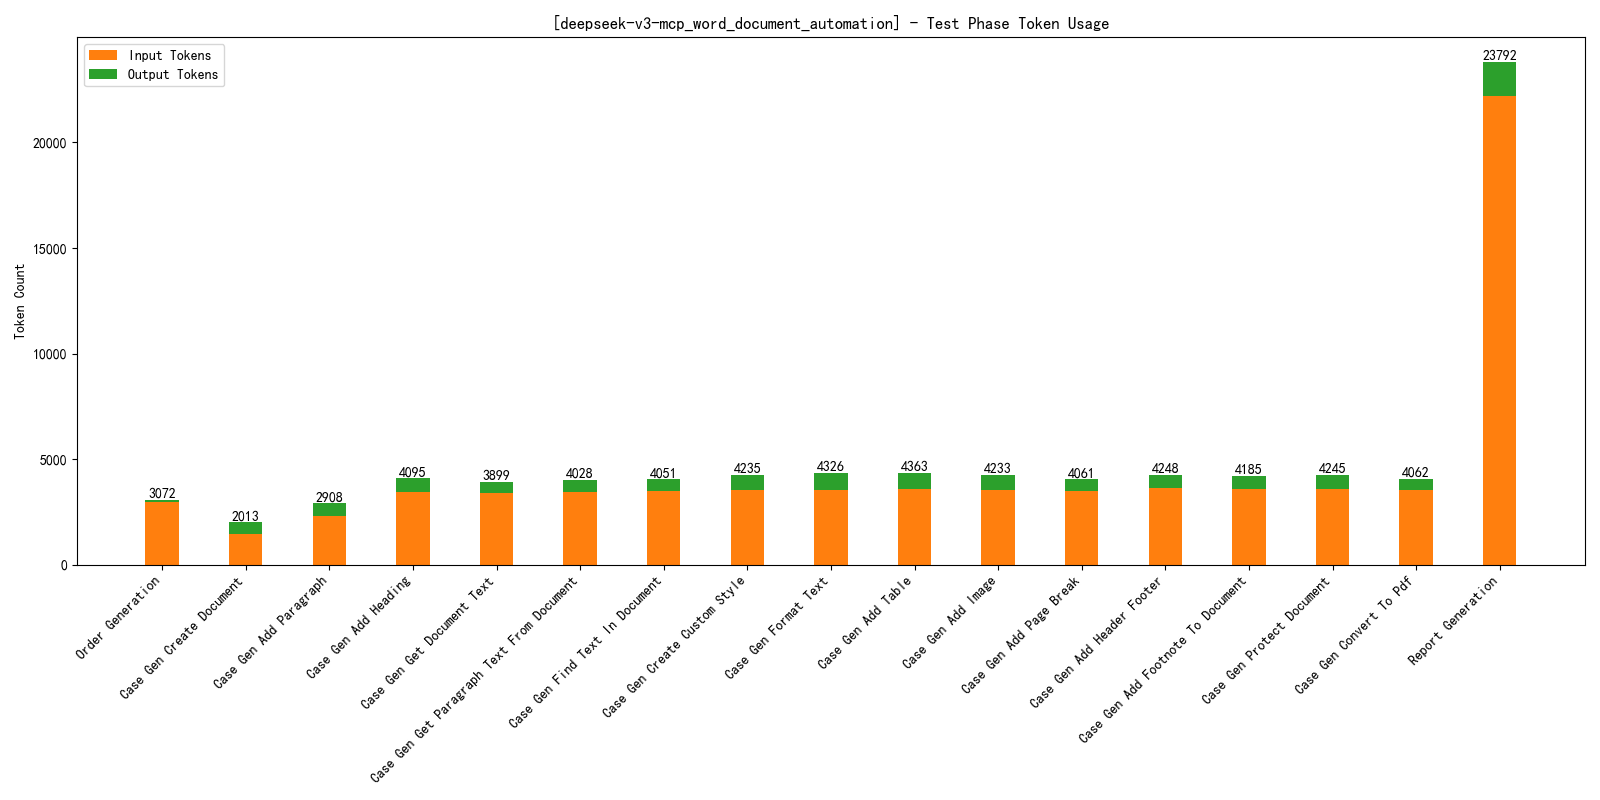 [deepseek-v3-mcp_word_document_automation] - Test Phase Token Usage
Input Tokens
Output Tokens
Token Count
20000
15000
10000
5000
0
3072
2013
2908
4095
3899
4028
4051
4235
4326
4363
4233
4061
4248
4185
4245
4062
23792
Order Generation
Case Gen Create Document
Case Gen Add Paragraph
Case Gen Add Heading
Case Gen Get Document Text
Case Gen Get Paragraph Text From Document
Case Gen Find Text In Document
Case Gen Create Custom Style
Case Gen Format Text
Case Gen Add Table
Case Gen Add Image
Case Gen Add Page Break
Case Gen Add Header Footer
Case Gen Add Footnote To Document
Case Gen Protect Document
Case Gen Convert To Pdf
Report Generation